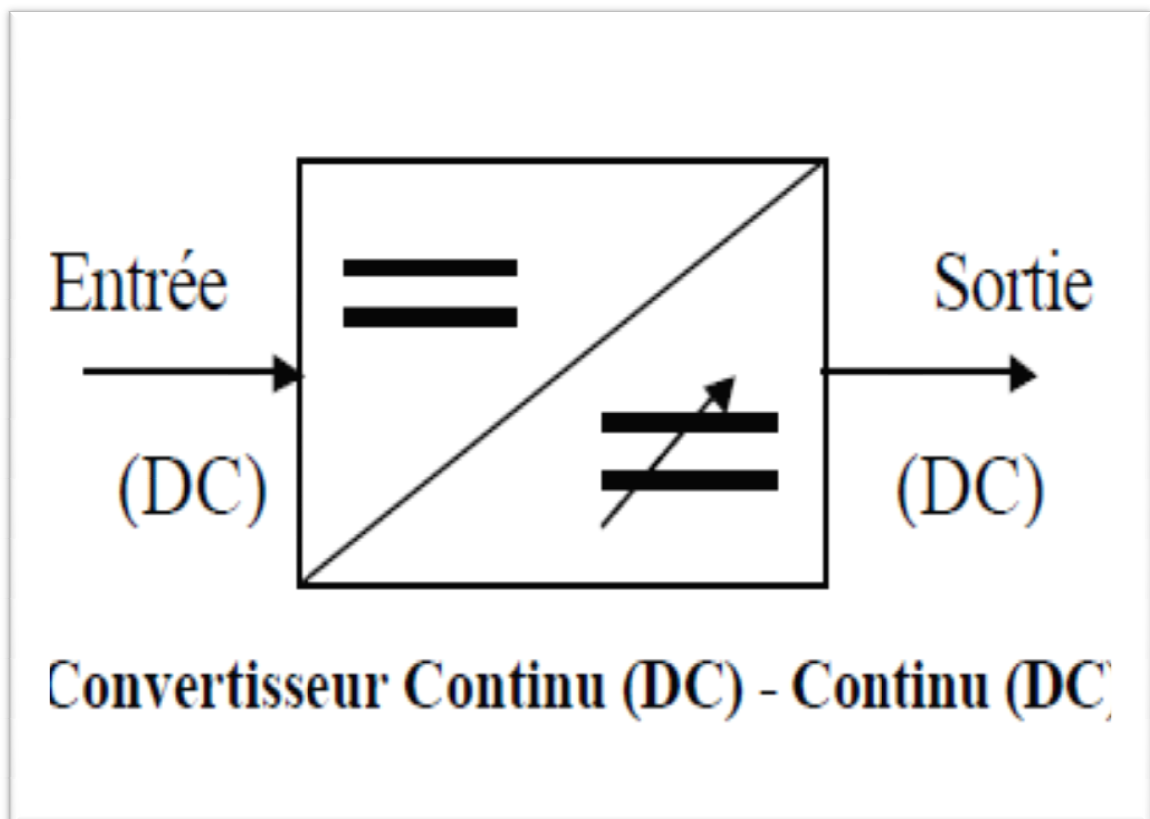 Entrée
Sortie
(DC)
(DC)
Convertisseur Continu (DC) - Continu (DC)